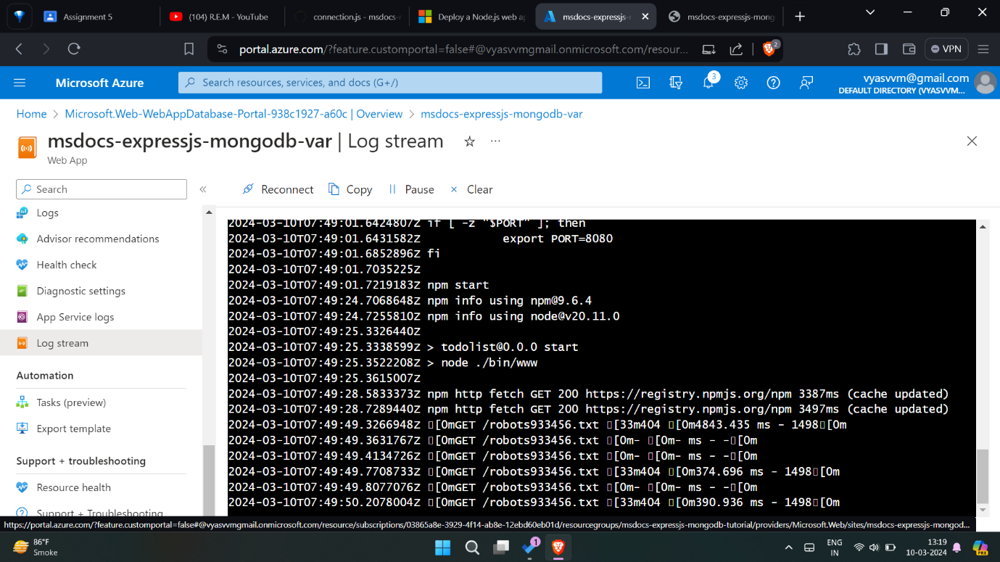 Assignment 5
(104) R.E.M - YouTube
connection.js - msdocs-
Deploy a Node.js web ap
msdocs-expressjs-
msdocs-expressjs-mong
portal.azure.com/?feature.customportal=false#@vyasvvmgmail.onmicrosoft.com/resour...
2
VPN
Microsoft Azure
Search resources, services, and docs (G+/)
3
vyasvvm@gmail.com
DEFAULT DIRECTORY (VYASVVM...
Home > Microsoft.Web-WebAppDatabase-Portal-938c1927-a60c | Overview > msdocs-expressjs-mongodb-var
msdocs-expressjs-mongodb-var | Log stream
Web App
Search
Reconnect
Copy
Pause
Clear
Logs
Advisor recommendations
Health check
Diagnostic settings
App Service logs
Log stream
Automation
Tasks (preview)
Export template
Support + troubleshooting
Resource health
Support + Troubleshooting
2024-03-10T07:49:01.6424807Z if [ -z "$PORT" ]; then
2024-03-10T07:49:01.6431582Z export PORT=8080
2024-03-10T07:49:01.6852896Z fi
2024-03-10T07:49:01.7035225Z
2024-03-10T07:49:01.7219183Z npm start
2024-03-10T07:49:24.7068648Z npm info using npm@9.6.4
2024-03-10T07:49:24.7255810Z npm info using node@v20.11.0
2024-03-10T07:49:25.3326440Z
2024-03-10T07:49:25.3338599Z > todolist@0.0.0 start
2024-03-10T07:49:25.3522208Z > node ./bin/www
2024-03-10T07:49:25.3615007Z
2024-03-10T07:49:28.5833373Z npm http fetch GET 200 https://registry.npmjs.org/npm 3387ms (cache updated)
2024-03-10T07:49:28.7289440Z npm http fetch GET 200 https://registry.npmjs.org/npm 3497ms (cache updated)
2024-03-10T07:49:49.3266948Z ▯[0mGET /robots933456.txt ▯[33m404 ▯[0m4843.435 ms - 1498▯[0m
2024-03-10T07:49:49.3631767Z ▯[0mGET /robots933456.txt ▯[0m- ▯[0m- ms - -▯[0m
2024-03-10T07:49:49.4134726Z ▯[0mGET /robots933456.txt ▯[0m- ▯[0m- ms - -▯[0m
2024-03-10T07:49:49.7708733Z ▯[0mGET /robots933456.txt ▯[33m404 ▯[0m374.696 ms - 1498▯[0m
2024-03-10T07:49:49.8077076Z ▯[0mGET /robots933456.txt ▯[0m- ▯[0m- ms - -▯[0m
2024-03-10T07:49:50.2078004Z ▯[0mGET /robots933456.txt ▯[33m404 ▯[0m390.936 ms - 1498▯[0m
https://portal.azure.com/?feature.customportal=false#@vyasvvmgmail.onmicrosoft.com/resource/subscriptions/03865a8e-3929-4f14-ab8e-12ebd60eb01d/resourcegroups/msdocs-expressjs-mongodb-tutorial/providers/Microsoft.Web/sites/msdocs-expressjs-mongod...
86°F
Smoke
1
ENG
IN
13:19
10-03-2024
PRE